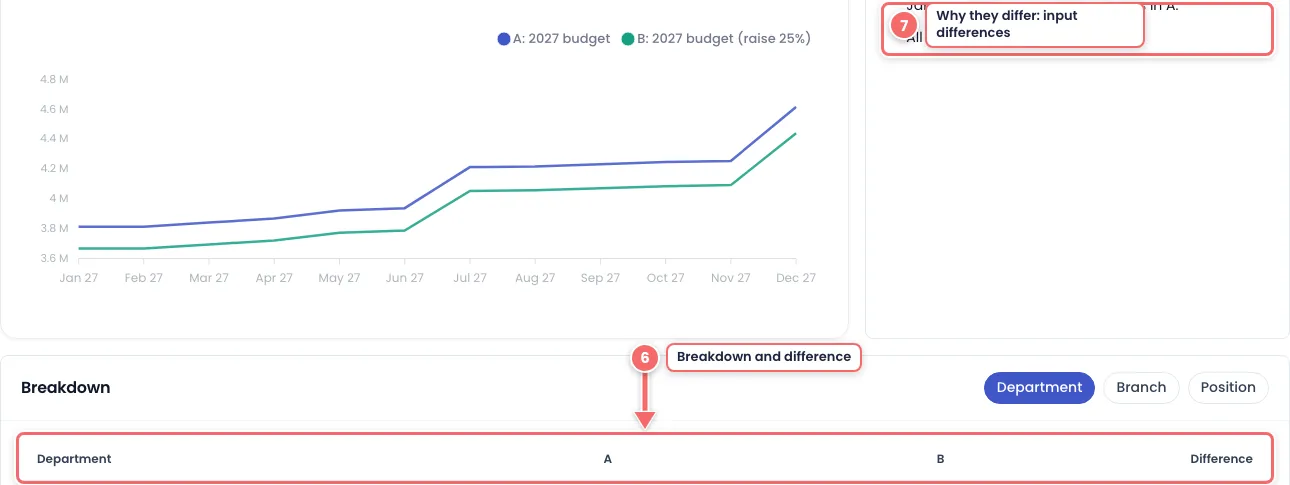 in A.
7
Why they differ: input
differences
All
A: 2027 budget B: 2027 budget (raise 25%)
4.8 M
4.6 M
4.4 M
4.2 M
4 M
3.8 M
3.6 M
Jan 27 Feb 27 Mar 27 Apr 27 May 27 Jun 27 Jul 27 Aug 27 Sep 27 Oct 27 Nov 27 Dec 27
6
Breakdown and difference
Breakdown
Department Branch Position
Department A B Difference